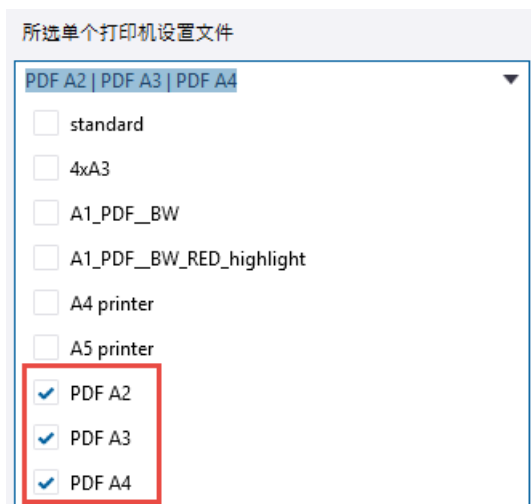 所选单个打印机设置文件
PDF A2 | PDF A3 | PDF A4
standard
4xA3
A1_PDF__BW
A1_PDF__BW_RED_highlight
A4 printer
A5 printer
PDF A2
PDF A3
PDF A4